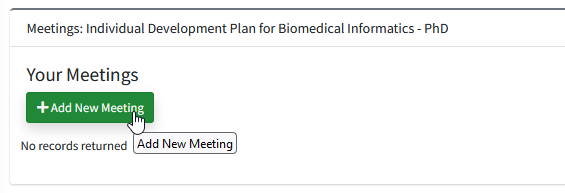 Meetings: Individual Development Plan for Biomedical Informatics - PhD
Your Meetings
+ Add New Meeting
No records returned
Add New Meeting